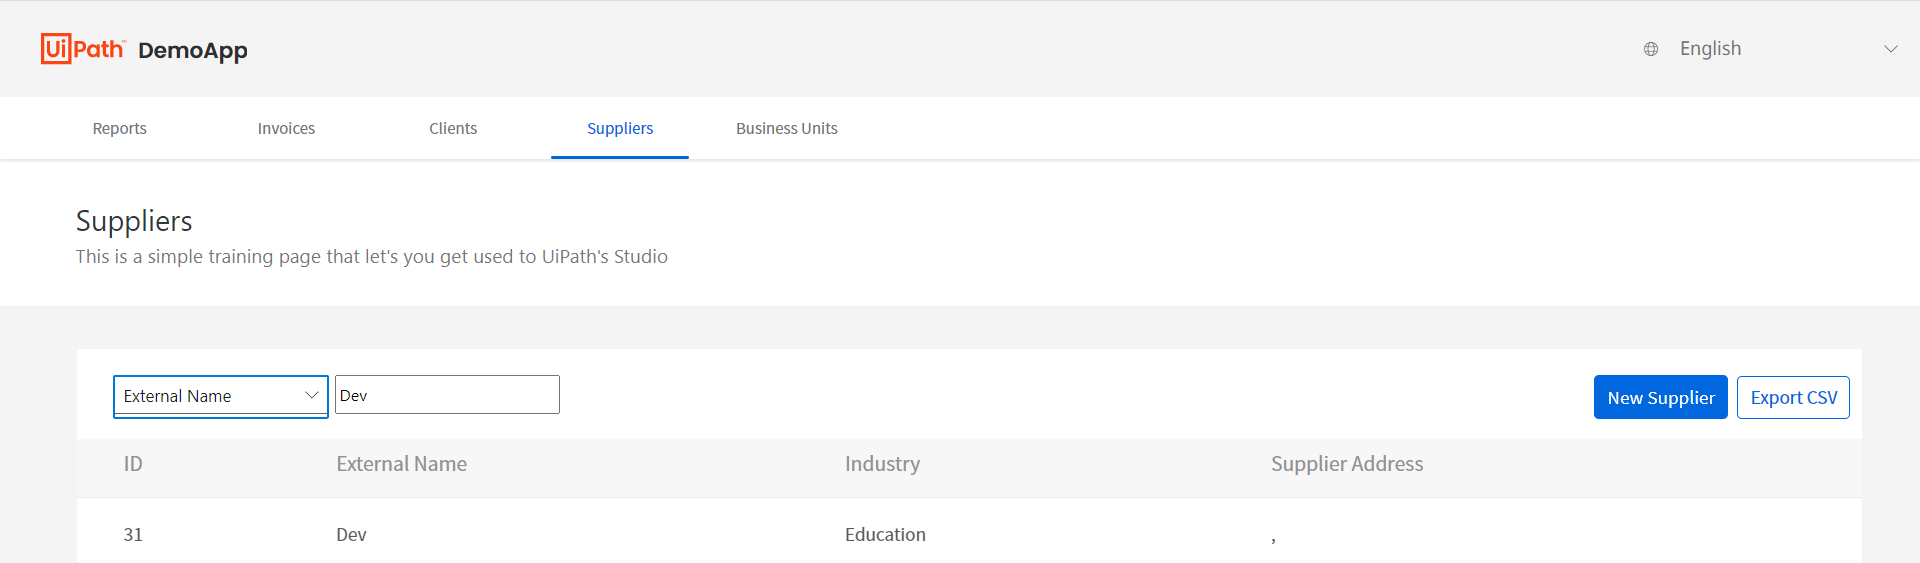 UiPath™ DemoApp
English
Reports Invoices Clients Suppliers Business Units
Suppliers
This is a simple training page that let's you get used to UiPath's Studio
External Name Dev New Supplier Export CSV
ID External Name Industry Supplier Address
31 Dev Education ,